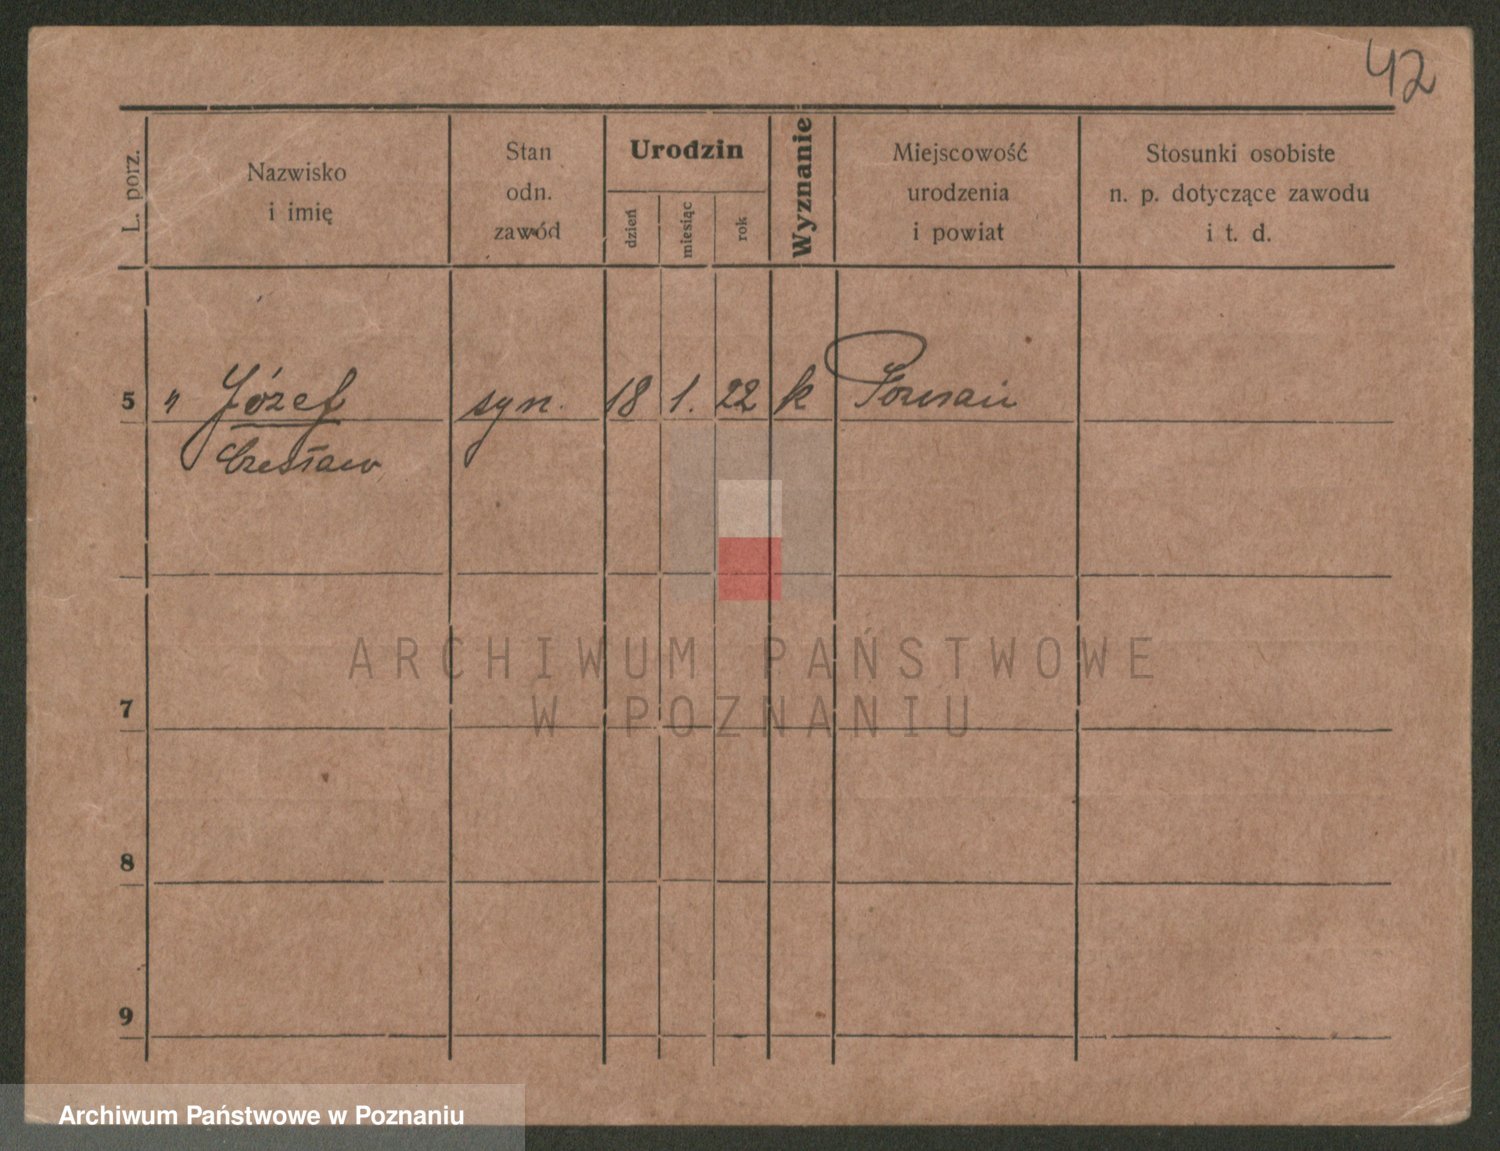 42
L. porz.
Nazwisko
i imię
Stan
odn.
zawód
Urodzin
dzień
miesiąc
rok
Wyznanie
Miejscowość
urodzenia
i powiat
Stosunki osobiste
n. p. dotyczące zawodu
i t. d.
5 " Józef syn. 18 1. 22 k Poznań
Czesław
ARCHIWUM PAŃSTWOWE
W POZNANIU
7
8
9
Archiwum Państwowe w Poznaniu